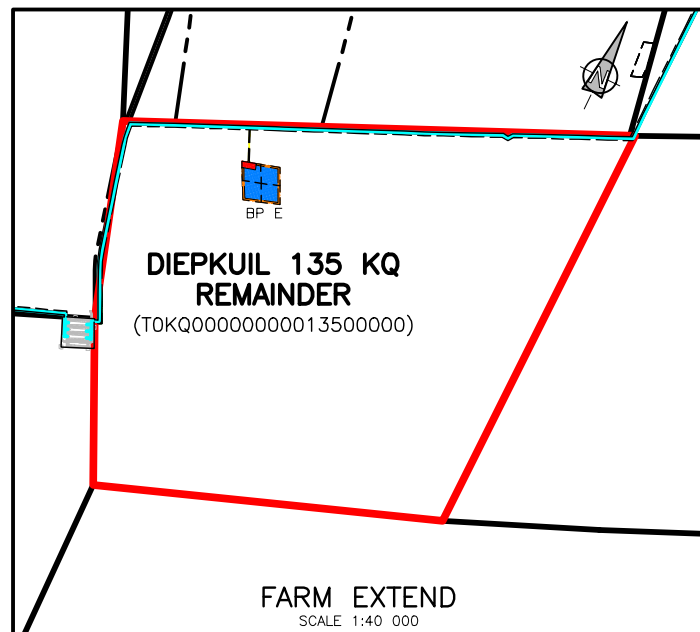 N
BP E
DIEPKUIL 135 KQ
REMAINDER
(T0KQ00000000013500000)
FARM EXTEND
SCALE 1:40 000